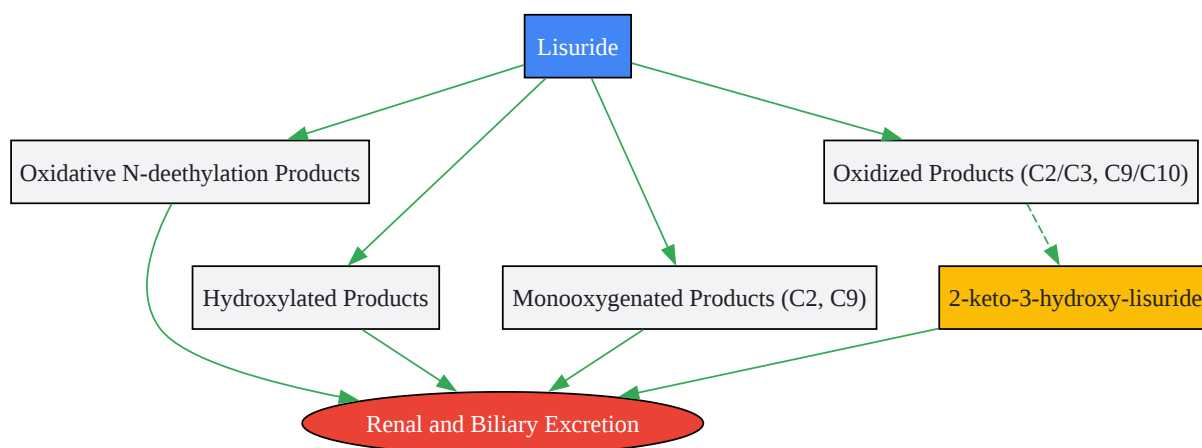 Lisuride
Oxidative N-deethylation Products
Oxidized Products (C2/C3, C9/C10)
Hydroxylated Products
Monooxygenated Products (C2, C9)
2-keto-3-hydroxy-lisuride
Renal and Biliary Excretion